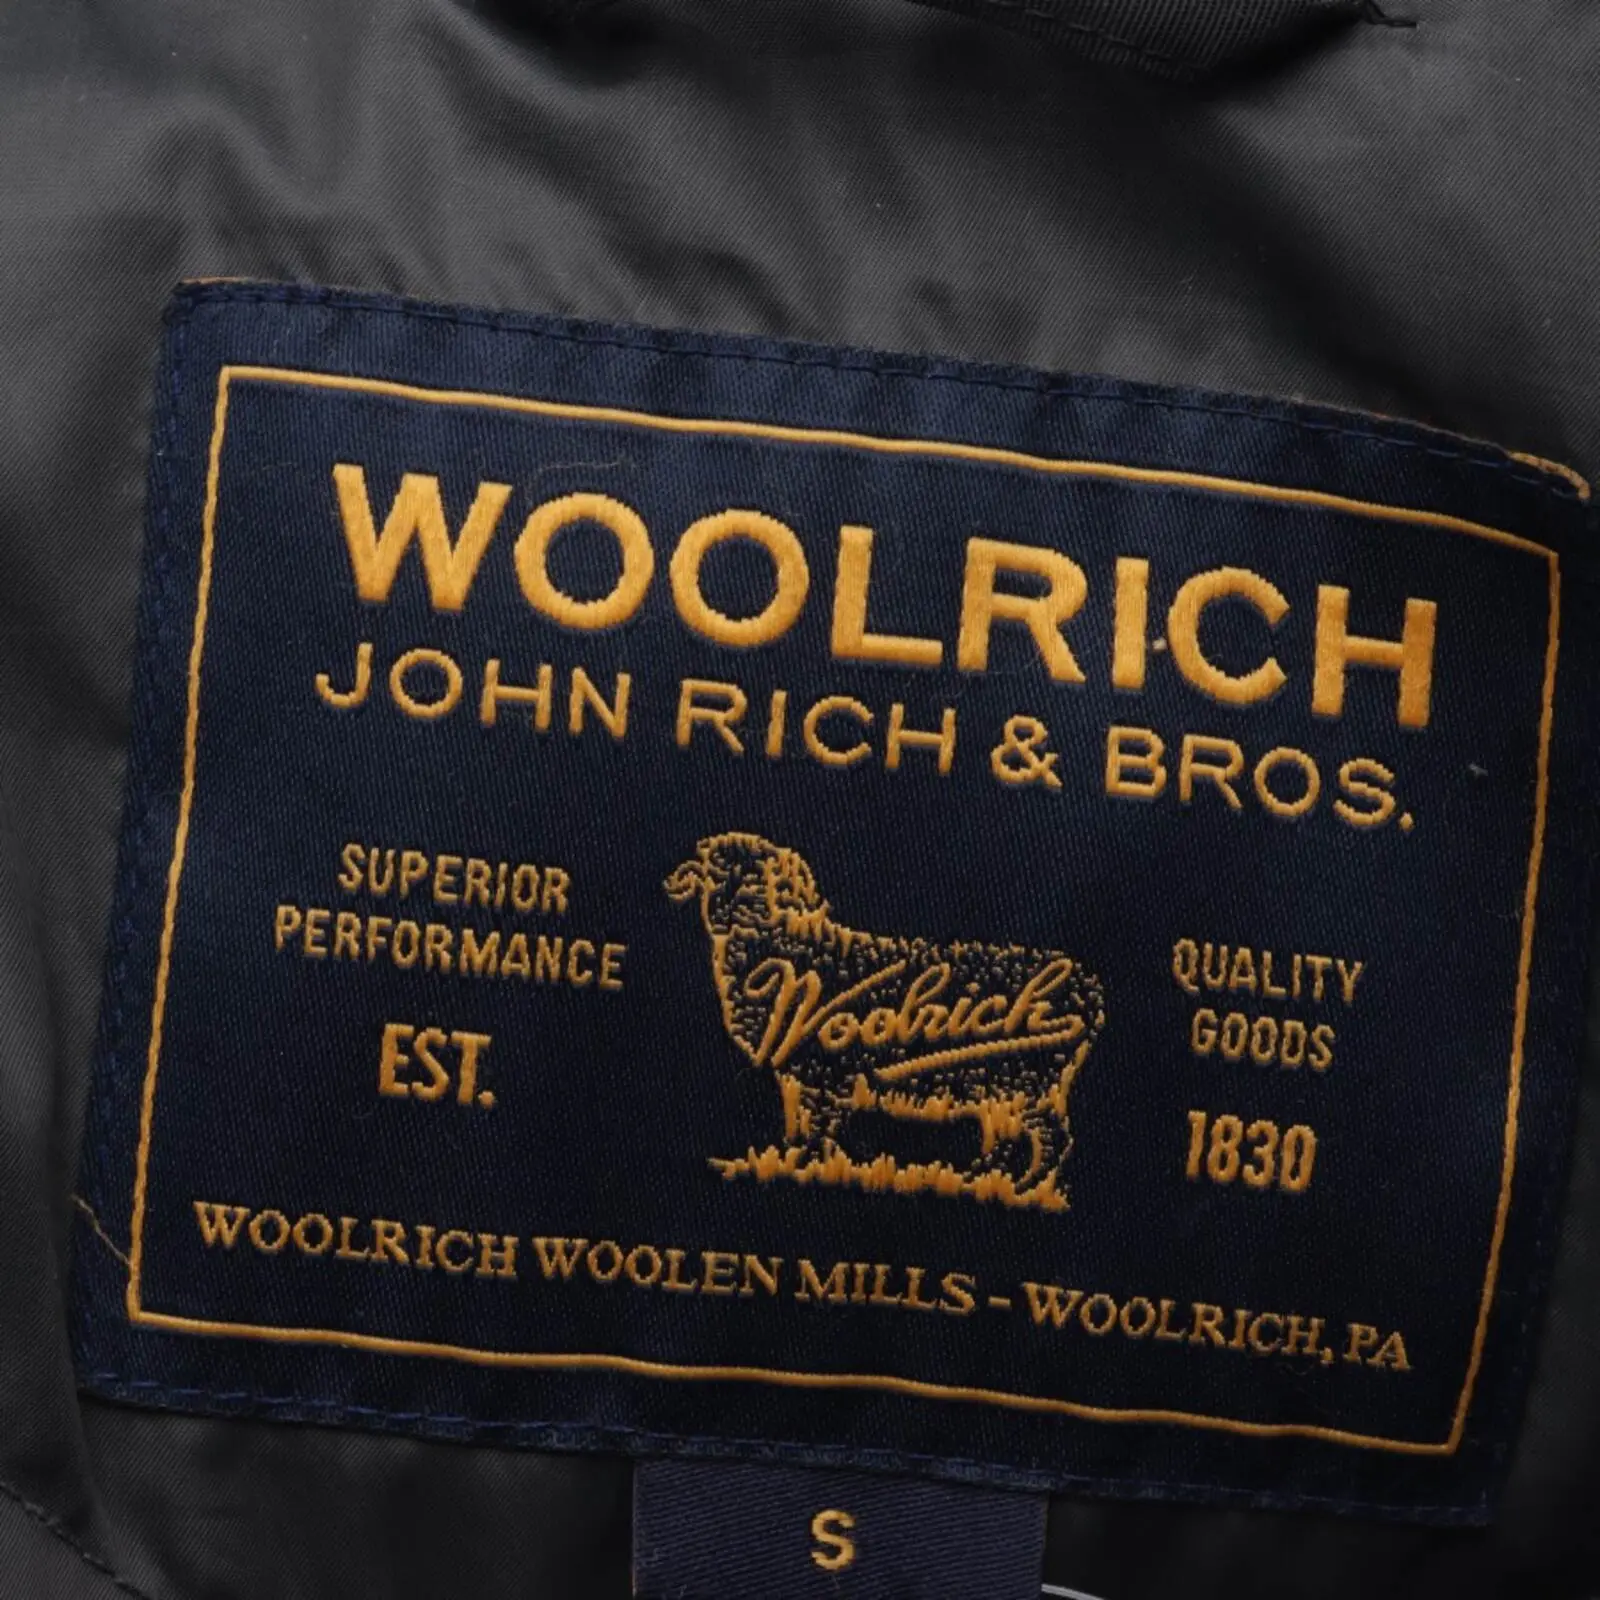 WOOLRICH
JOHN RICH & BROS.
SUPERIOR
PERFORMANCE
EST.
Woolrich
QUALITY
GOODS
1830
WOOLRICH WOOLEN MILLS - WOOLRICH, PA
S